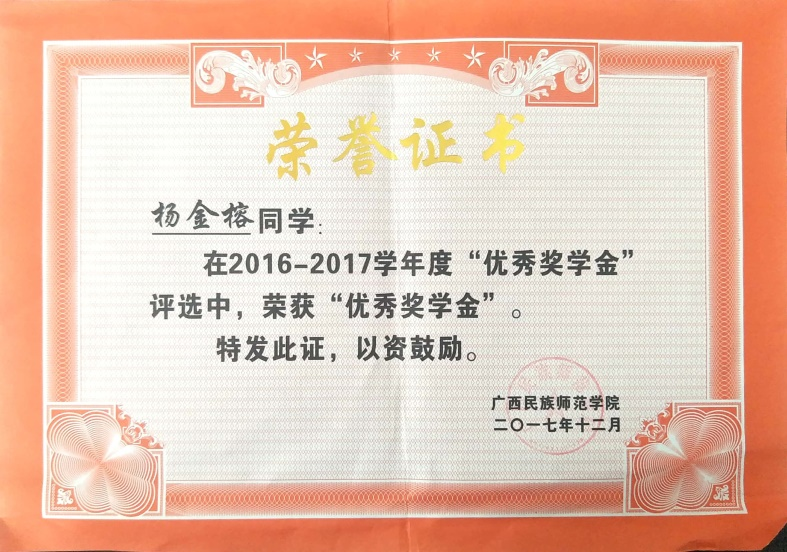 荣誉证书
杨金榕同学:
在2016-2017学年度“优秀奖学金”
评选中，荣获“优秀奖学金”。
特发此证，以资鼓励。
广西民族师范学院
二〇一七年十二月